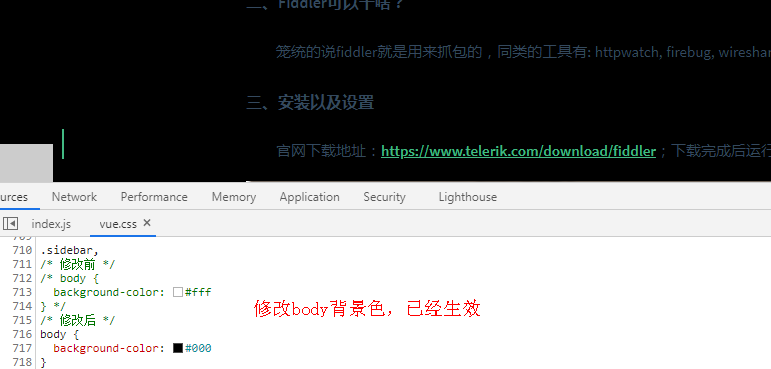 二、Fiddler可以干啥？
笼统的说fiddler就是用来抓包的，同类的工具有: httpwatch, firebug, wireshar
三、安装以及设置
官网下载地址：https://www.telerik.com/download/fiddler；下载完成后运行
urces Network Performance Memory Application Security Lighthouse
index.js vue.css ×
709
710 .sidebar,
711 /* 修改前 */
712 /* body {
713 background-color: #fff
714 } */
715 /* 修改后 */
716 body {
717 background-color: #000
718 }
修改body背景色，已经生效